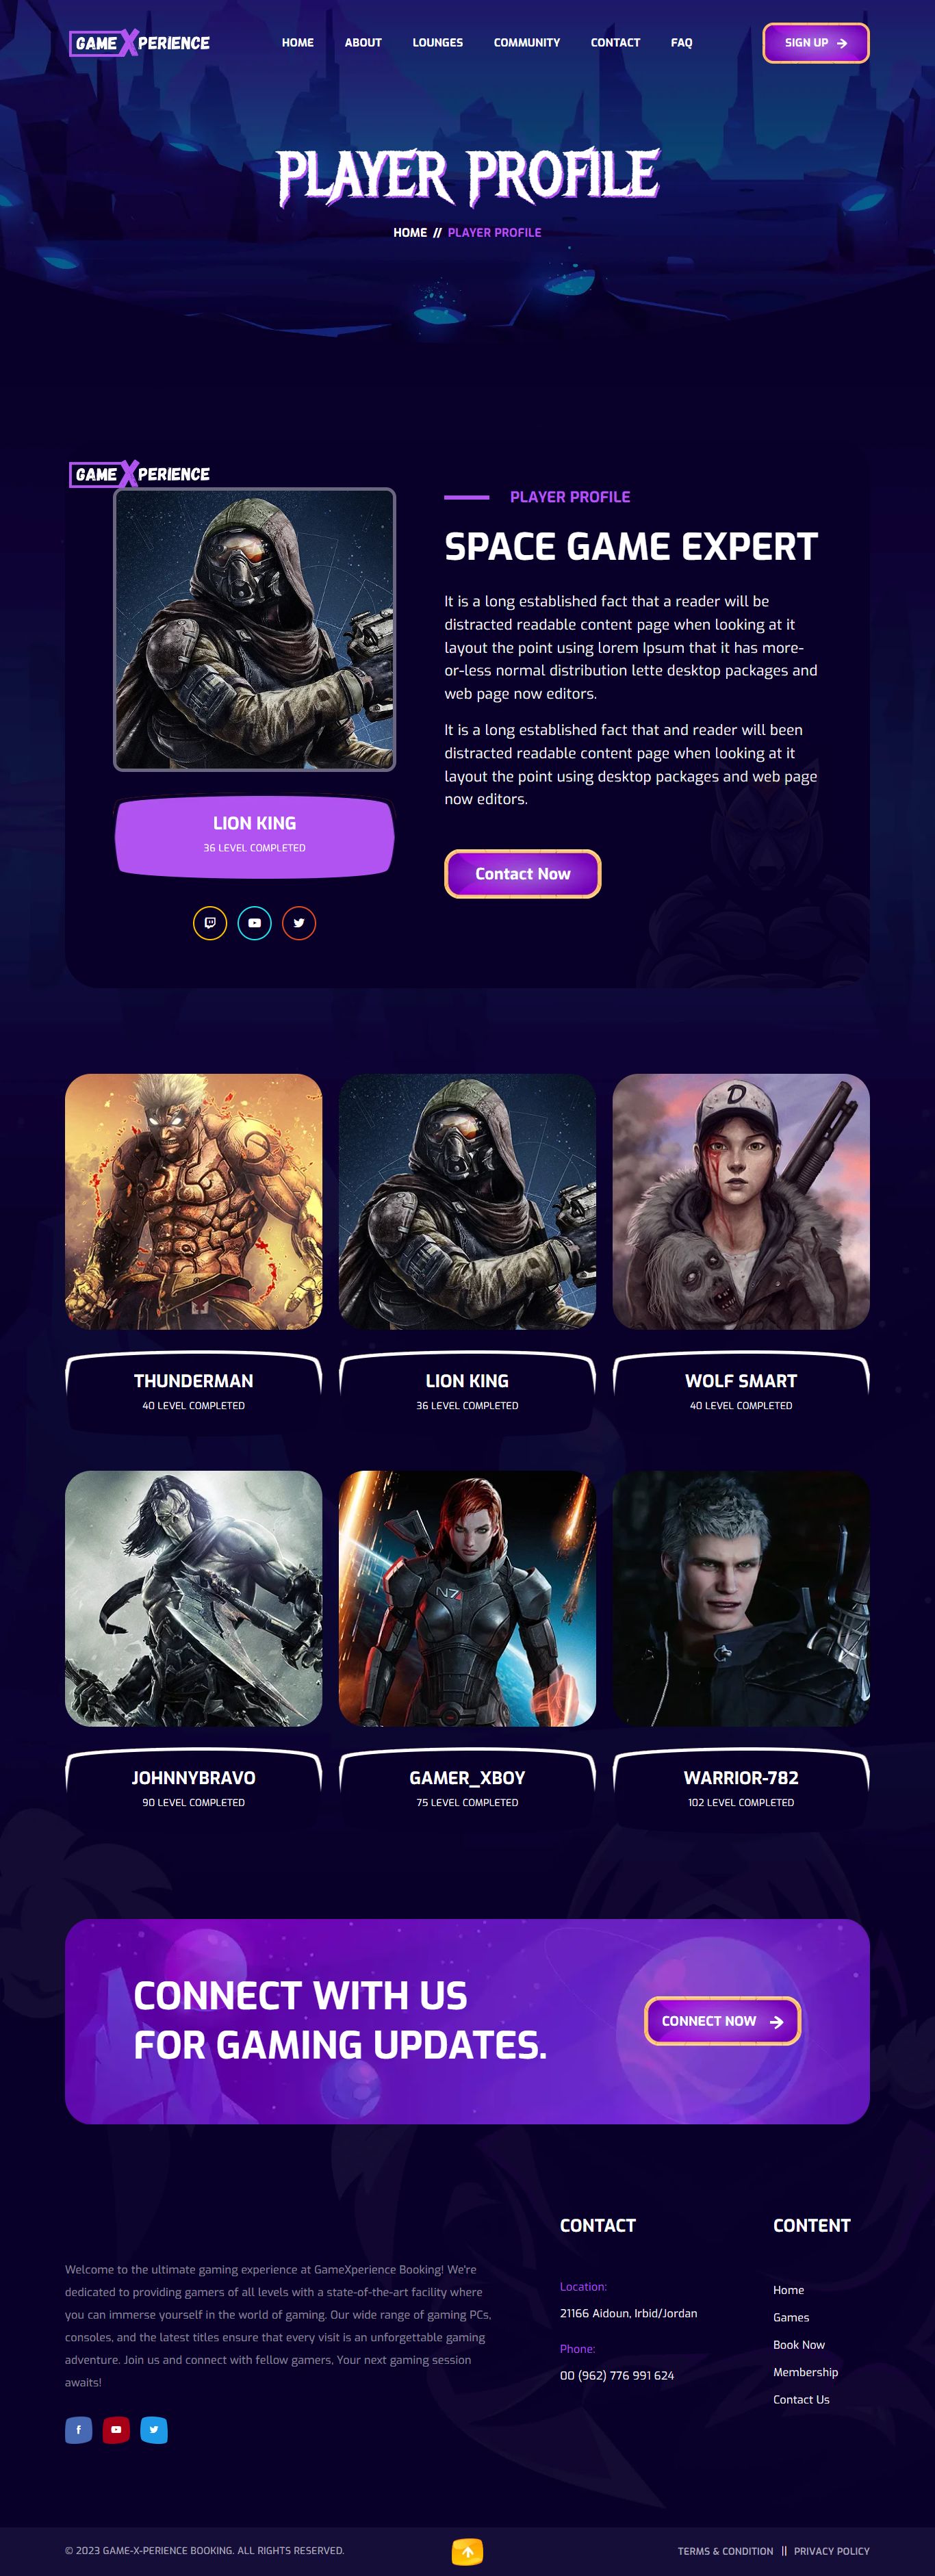 GAMEXPERIENCE
HOME ABOUT LOUNGES COMMUNITY CONTACT FAQ
SIGN UP
PLAYER PROFILE
HOME // PLAYER PROFILE
GAMEXPERIENCE
PLAYER PROFILE
SPACE GAME EXPERT
It is a long established fact that a reader will be
distracted readable content page when looking at it
layout the point using lorem Ipsum that it has more-
or-less normal distribution lette desktop packages and
web page now editors.
It is a long established fact that and reader will been
distracted readable content page when looking at it
layout the point using desktop packages and web page
now editors.
LION KING
36 LEVEL COMPLETED
Contact Now
D
THUNDERMAN
40 LEVEL COMPLETED
LION KING
36 LEVEL COMPLETED
WOLF SMART
40 LEVEL COMPLETED
N7
JOHNNYBRAVO
90 LEVEL COMPLETED
GAMER_XBOY
75 LEVEL COMPLETED
WARRIOR-782
102 LEVEL COMPLETED
CONNECT WITH US
FOR GAMING UPDATES.
CONNECT NOW
Welcome to the ultimate gaming experience at GameXperience Booking! We're
dedicated to providing gamers of all levels with a state-of-the-art facility where
you can immerse yourself in the world of gaming. Our wide range of gaming PCs,
consoles, and the latest titles ensure that every visit is an unforgettable gaming
adventure. Join us and connect with fellow gamers, Your next gaming session
awaits!
CONTACT
Location:
21166 Aidoun, Irbid/Jordan
Phone:
00 (962) 776 991 624
CONTENT
Home
Games
Book Now
Membership
Contact Us
© 2023 GAME-X-PERIENCE BOOKING. ALL RIGHTS RESERVED.
TERMS & CONDITION || PRIVACY POLICY